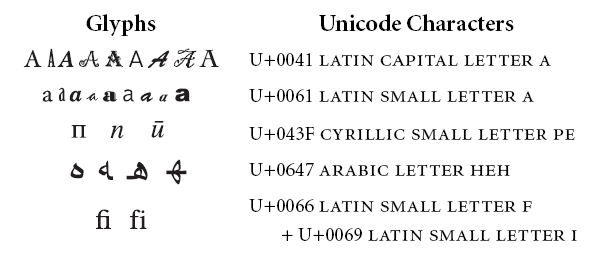 Glyphs Unicode Characters
A A A A A A A A A U+0041 LATIN CAPITAL LETTER A
a a a a a a a a a U+0061 LATIN SMALL LETTER A
п n ū U+043F CYRILLIC SMALL LETTER PE
ه ه ه ه U+0647 ARABIC LETTER HEH
fi fi U+0066 LATIN SMALL LETTER F
+ U+0069 LATIN SMALL LETTER I